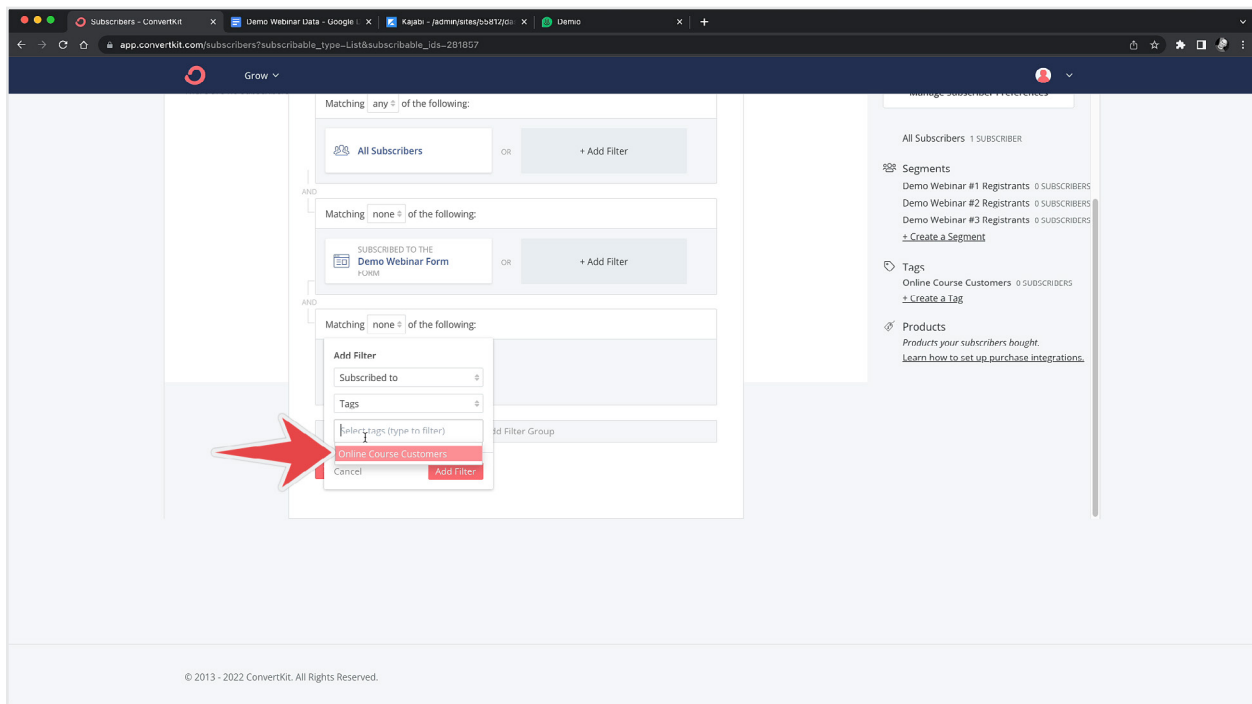 Subscribers - ConvertKit
Demo Webinar Data - Google
Kajabi - /admin/sites/55812/da
Demio
app.convertkit.com/subscribers?subscribable_type=List&subscribable_ids=281857
Grow
Matching any of the following:
All Subscribers
OR
+ Add Filter
AND
Matching none of the following:
SUBSCRIBED TO THE
Demo Webinar Form
FORM
OR
+ Add Filter
AND
Matching none of the following:
Add Filter
Subscribed to
Tags
Select tags (type to filter)
Online Course Customers
Cancel
Add Filter
dd Filter Group
Manage Subscriber Preferences
All Subscribers 1 SUBSCRIBER
Segments
Demo Webinar #1 Registrants 0 SUBSCRIBERS
Demo Webinar #2 Registrants 0 SUBSCRIBERS
Demo Webinar #3 Registrants 0 SUBSCRIBERS
+ Create a Segment
Tags
Online Course Customers 0 SUBSCRIBERS
+ Create a Tag
Products
Products your subscribers bought.
Learn how to set up purchase integrations.
© 2013 - 2022 ConvertKit. All Rights Reserved.